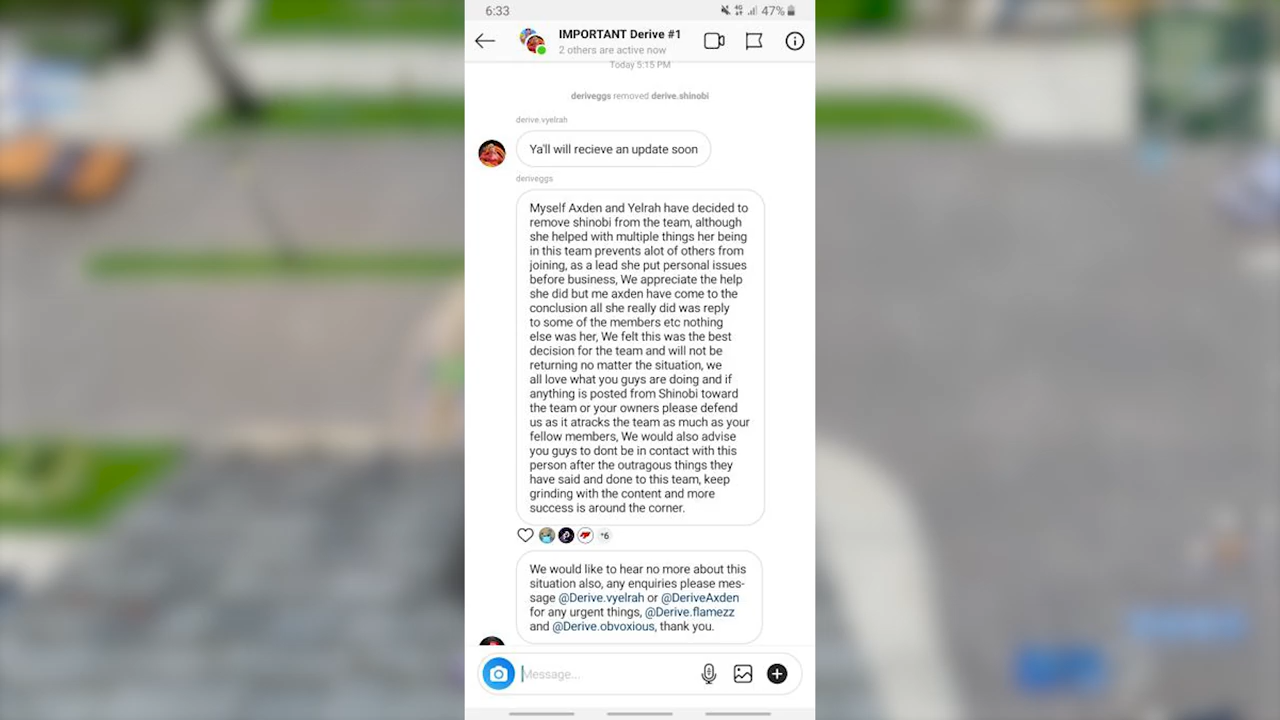 6:33
47%
IMPORTANT Derive #1
2 others are active now
Today 5:15 PM
deriveggs removed derive.shinobi
derive.vyelrah
Ya'll will recieve an update soon
deriveggs
Myself Axden and Yelrah have decided to
remove shinobi from the team, although
she helped with multiple things her being
in this team prevents alot of others from
joining, as a lead she put personal issues
before business, We appreciate the help
she did but me axden have come to the
conclusion all she really did was reply
to some of the members etc nothing
else was her, We felt this was the best
decision for the team and will not be
returning no matter the situation, we
all love what you guys are doing and if
anything is posted from Shinobi toward
the team or your owners please defend
us as it atracks the team as much as your
fellow members, We would also advise
you guys to dont be in contact with this
person after the outragous things they
have said and done to this team, keep
grinding with the content and more
success is around the corner.
+6
We would like to hear no more about this
situation also, any enquiries please mes-
sage @Derive.vyelrah or @DeriveAxden
for any urgent things, @Derive.flamezz
and @Derive.obvoxious, thank you.
Message...